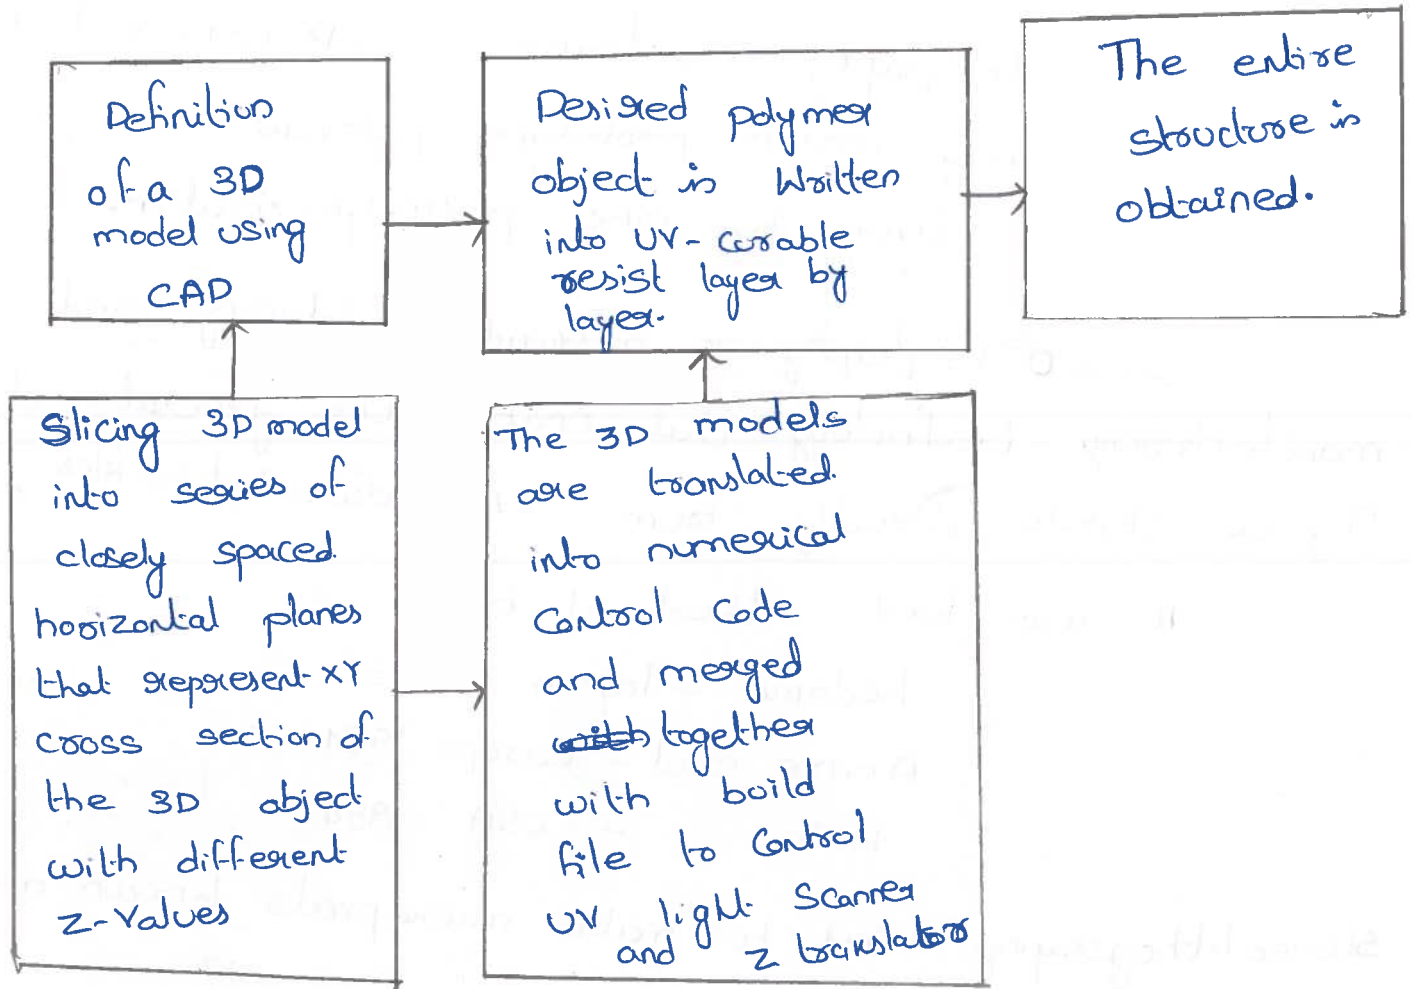 Definition
of a 3D
model using
CAD
Desired polymer
object is Written
into UV- curable
resist layer by
layer.
The entire
structure is
obtained.
Slicing 3D model
into series of
closely spaced
horizontal planes
that represent XY
cross section of
the 3D object
with different
Z-Values
The 3D models
are translated
into numerical
Control Code
and merged
together
with build
file to Control
UV light Scanner
and Z translator